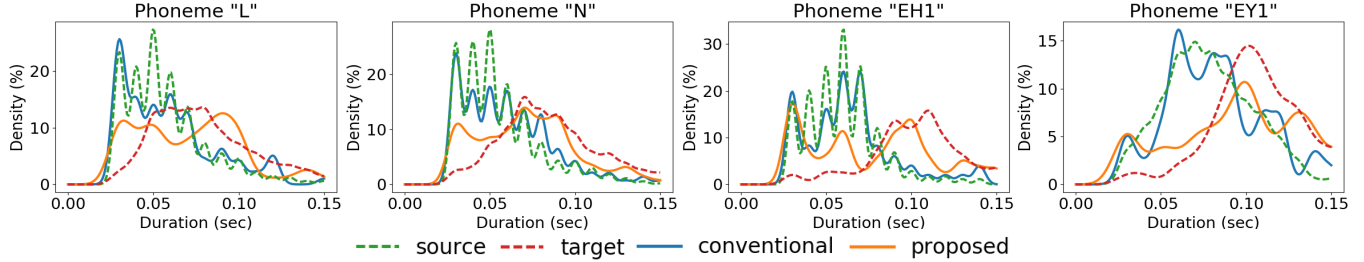 Phoneme "L"
Density (%)
20
10
0
0.00 0.05 0.10 0.15
Duration (sec)
Phoneme "N"
Density (%)
20
10
0
0.00 0.05 0.10 0.15
Duration (sec)
Phoneme "EH1"
Density (%)
30
20
10
0
0.00 0.05 0.10 0.15
Duration (sec)
Phoneme "EY1"
Density (%)
15
10
5
0
0.00 0.05 0.10 0.15
Duration (sec)
source target conventional proposed